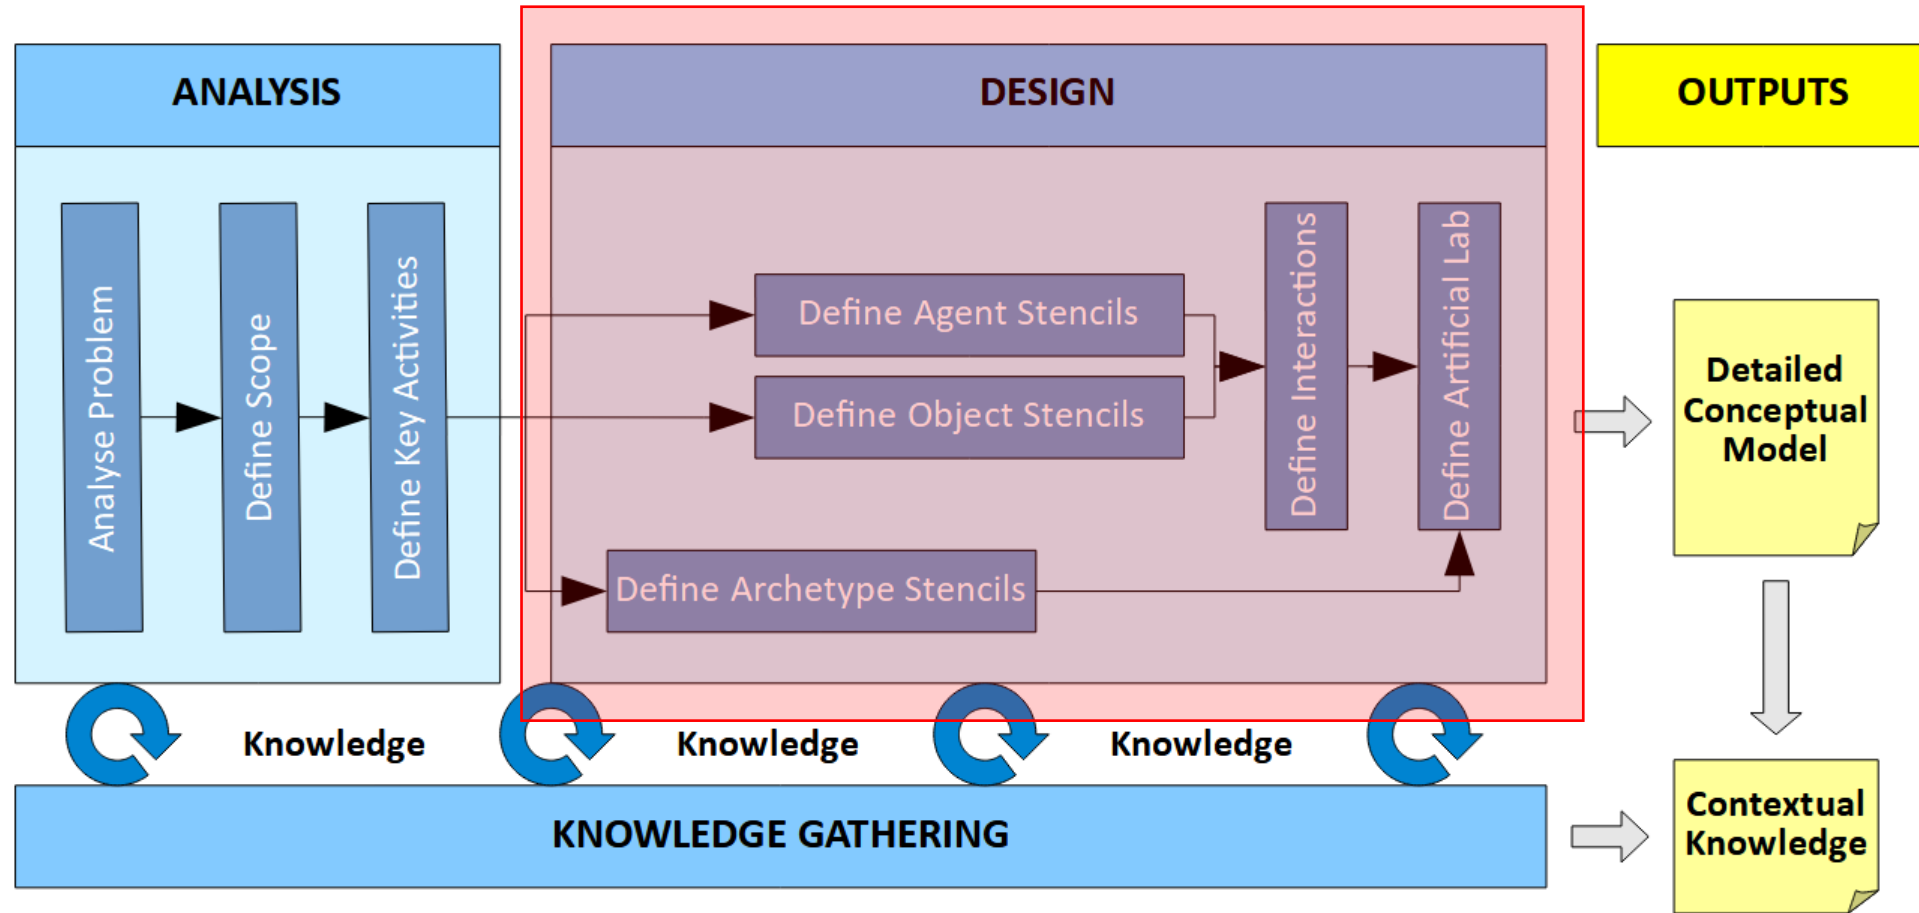 ANALYSIS
DESIGN
OUTPUTS
Analyse Problem
Define Scope
Define Key Activities
Define Agent Stencils
Define Object Stencils
Define Archetype Stencils
Define Interactions
Define Artificial Lab
Detailed
Conceptual
Model
Knowledge
Knowledge
Knowledge
KNOWLEDGE GATHERING
Contextual
Knowledge